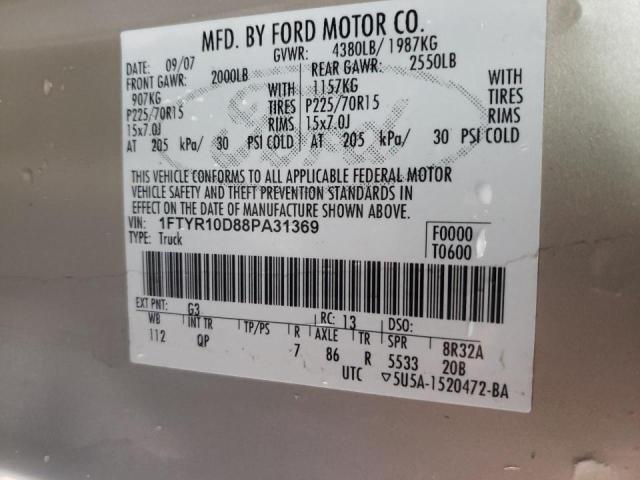 MFD. BY FORD MOTOR CO.
DATE: 09/07 GVWR: 4380LB/ 1987KG
FRONT GAWR: 2000LB REAR GAWR: 2550LB
907KG WITH 1157KG WITH
P225/70R15 TIRES P225/70R15 TIRES
15x7.0J RIMS 15x7.0J RIMS
AT 205 kPa/ 30 PSI COLD AT 205 kPa/ 30 PSI COLD
Ford
THIS VEHICLE CONFORMS TO ALL APPLICABLE FEDERAL MOTOR
VEHICLE SAFETY AND THEFT PREVENTION STANDARDS IN
EFFECT ON THE DATE OF MANUFACTURE SHOWN ABOVE.
VIN: 1FTYR10D88PA31369 F0000
TYPE: Truck T0600
EXT PNT: G3 RC: 13 DSO:
WB INT TR TP/PS R AXLE TR SPR 8R32A
112 QP 7 86 R 5533 20B
UTC ▽5U5A-1520472-BA